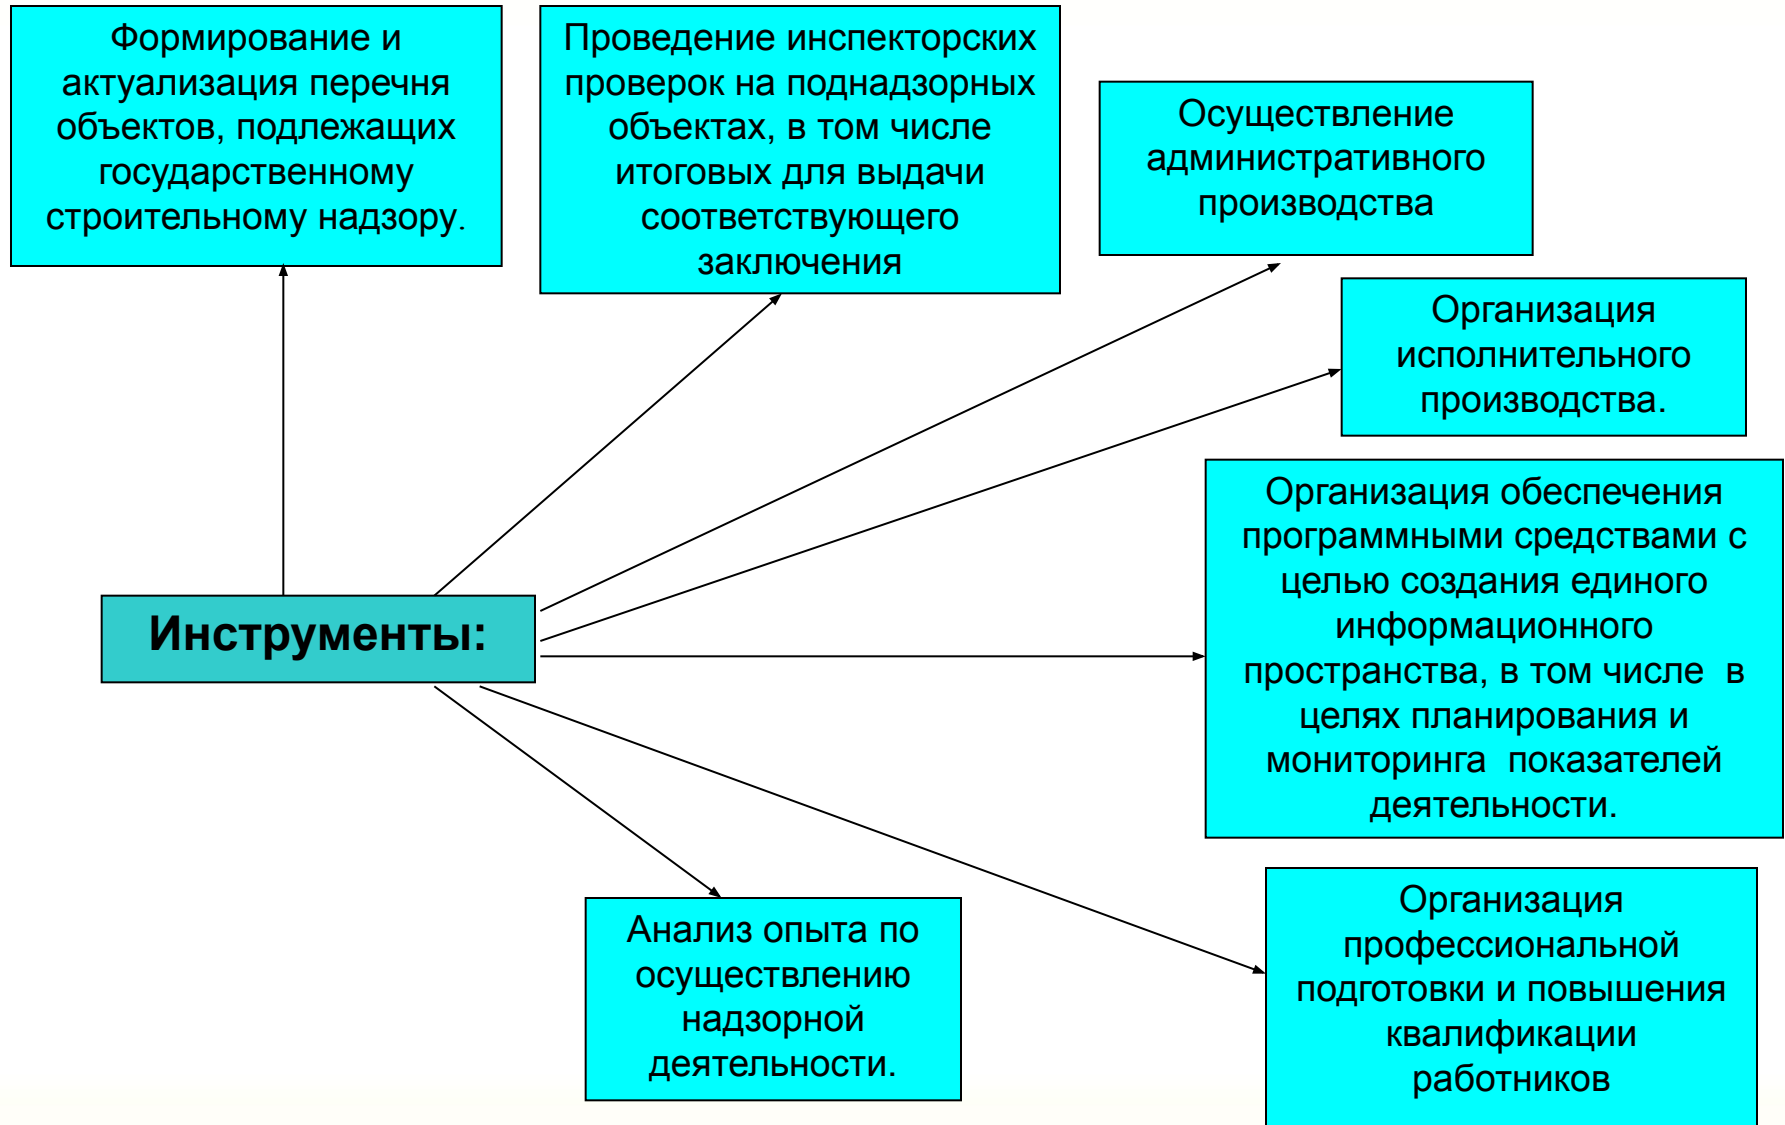 Формирование и
актуализация перечня
объектов, подлежащих
государственному
строительному надзору.
Проведение инспекторских
проверок на поднадзорных
объектах, в том числе
итоговых для выдачи
соответствующего
заключения
Осуществление
административного
производства
Организация
исполнительного
производства.
Инструменты:
Организация обеспечения
программными средствами с
целью создания единого
информационного
пространства, в том числе  в
целях планирования и
мониторинга  показателей
деятельности.
Анализ опыта по
осуществлению
надзорной
деятельности.
Организация
профессиональной
подготовки и повышения
квалификации
работников